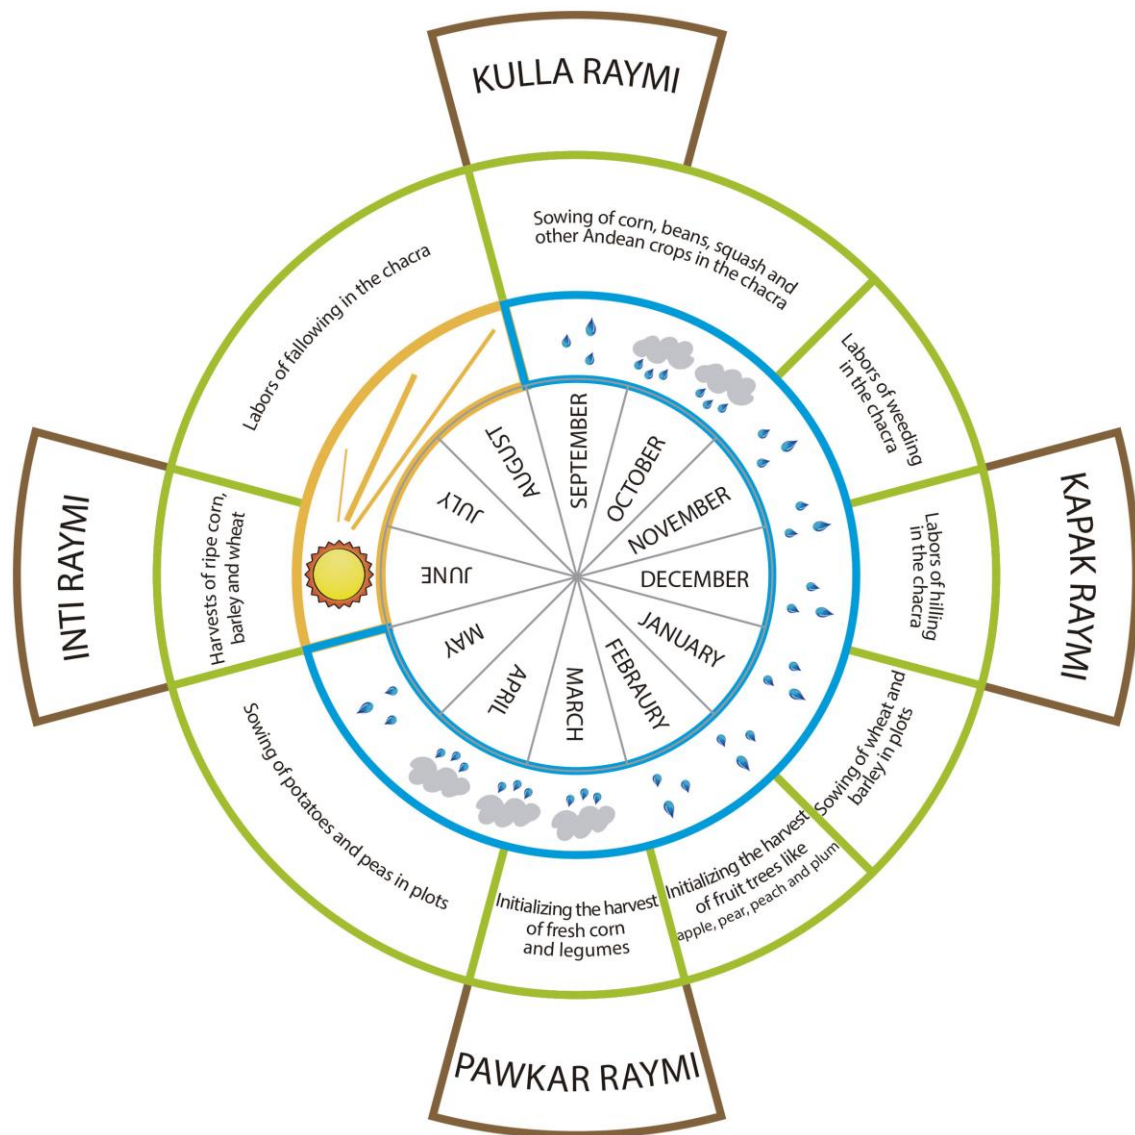 KULLA RAYMI
Sowing of corn, beans, squash and
other Andean crops in the chacra
Labors of weeding
in the chacra
KAPAK RAYMI
Labors of hilling
in the chacra
Sowing of wheat and
barley in plots
Initializing the harvest
of fruit trees like
apple, pear, peach and plum
Initializing the harvest
of fresh corn
and legumes
PAWKAR RAYMI
Sowing of potatoes and peas in plots
Harvests of ripe corn,
barley and wheat
INTI RAYMI
Labors of fallowing in the chacra
SEPTEMBER
OCTOBER
NOVEMBER
DECEMBER
JANUARY
FEBRAURY
MARCH
APRIL
MAY
JUNE
JULY
AUGUST